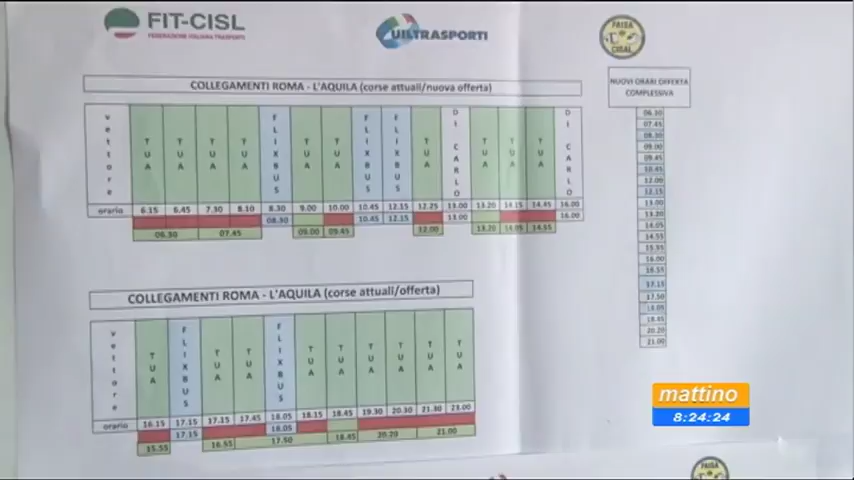 FIT-CISL
FEDERAZIONE ITALIANA TRASPORTI
UILTRASPORTI
FAISA
CISAL
COLLEGAMENTI ROMA - L'AQUILA (corse attuali/nuova offerta)
vettore TUA TUA TUA TUA FLIXBUS TUA TUA FLIXBUS FLIXBUS TUA DI CARLO TUA TUA TUA DI CARLO
orario 6.15 6.45 7.30 8.10 8.30 9.00 10.00 10.45 12.15 12.25 13.00 13.20 14.15 14.45 16.00
08.30 10.45 12.15 13.00 16.00
06.30 07.45 09.00 09.45 12.00 13.20 14.05 14.55
NUOVI ORARI OFFERTA
COMPLESSIVA
06.30
07.45
08.30
09.00
09.45
10.45
12.00
12.15
13.00
13.20
14.05
14.55
15.55
16.00
16.55
17.15
17.50
18.05
18.45
20.20
21.00
COLLEGAMENTI ROMA - L'AQUILA (corse attuali/offerta)
vettore TUA FLIXBUS TUA TUA FLIXBUS TUA TUA TUA TUA TUA TUA
orario 16.15 17.15 17.15 17.45 18.05 18.15 18.45 19.30 20.30 21.30 23.00
17.15 18.05
15.55 16.55 17.50 18.45 20.20 21.00
mattino
8:24:24
FAISA